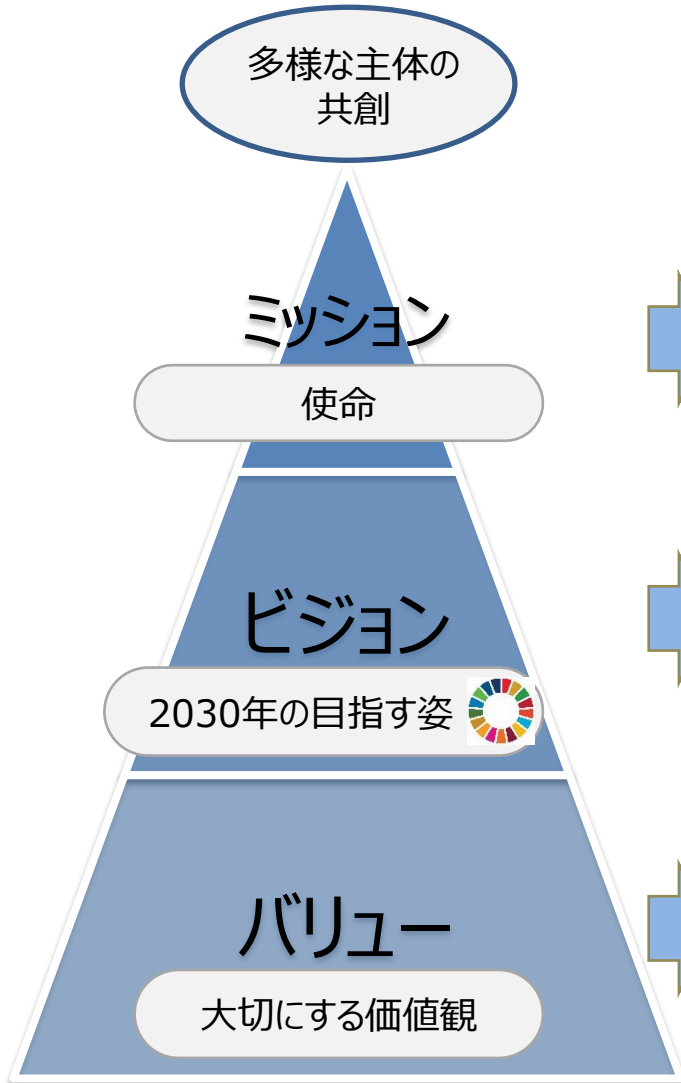 多様な主体の
共創
ミッション
使命
ビジョン
2030年の目指す姿
バリュー
大切にする価値観